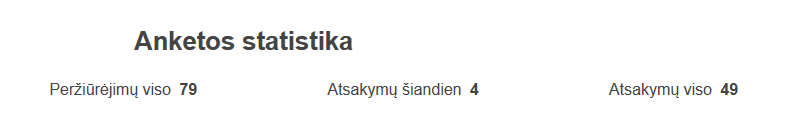 Anketos statistika
Peržiūrėjimų viso 79 Atsakymų šiandien 4 Atsakymų viso 49